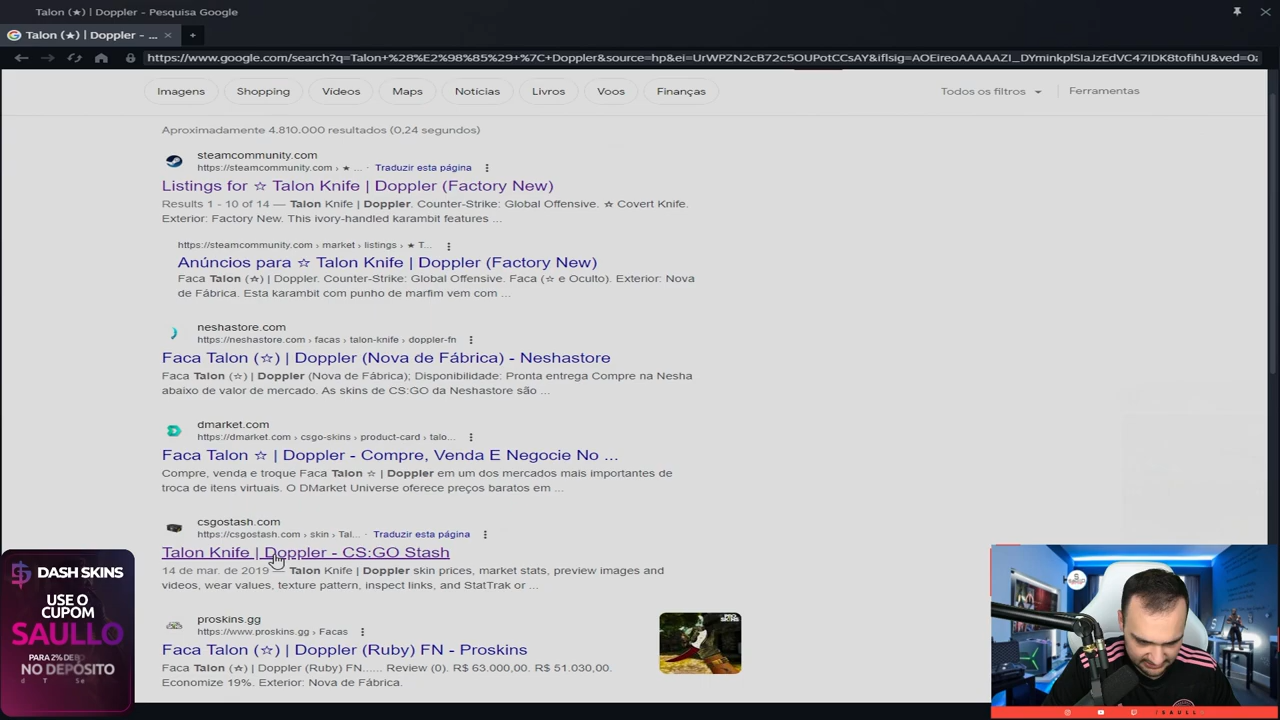 Talon (★) | Doppler - Pesquisa Google
Talon (★) | Doppler - ...
https://www.google.com/search?q=Talon+%28%E2%98%85%29+%7C+Doppler&source=hp&ei=UrWPZN2cB72c5OUPotCCsAY&iflsig=AOEireoAAAAAZI_DYminkplSIaJzEdVC47IDK8tofihU&ved=0a
Imagens
Shopping
Vídeos
Maps
Notícias
Livros
Voos
Finanças
Todos os filtros
Ferramentas
Aproximadamente 4.810.000 resultados (0,24 segundos)
steamcommunity.com
https://steamcommunity.com › ★ ... · Traduzir esta página
Listings for ☆ Talon Knife | Doppler (Factory New)
Results 1 - 10 of 14 — Talon Knife | Doppler. Counter-Strike: Global Offensive. ☆ Covert Knife.
Exterior: Factory New. This ivory-handled karambit features ...
https://steamcommunity.com › market › listings › ★ T...
Anúncios para ☆ Talon Knife | Doppler (Factory New)
Faca Talon (☆) | Doppler. Counter-Strike: Global Offensive. Faca (☆ e Oculto). Exterior: Nova
de Fábrica. Esta karambit com punho de marfim vem com ...
neshastore.com
https://neshastore.com › facas › talon-knife › doppler-fn
Faca Talon (☆) | Doppler (Nova de Fábrica) - Neshastore
Faca Talon (☆) | Doppler (Nova de Fábrica); Disponibilidade: Pronta entrega Compre na Nesha
abaixo de valor de mercado. As skins de CS:GO da Neshastore são ...
dmarket.com
https://dmarket.com › csgo-skins › product-card › talo...
Faca Talon ☆ | Doppler - Compre, Venda E Negocie No ...
Compre, venda e troque Faca Talon ☆ | Doppler em um dos mercados mais importantes de
troca de itens virtuais. O DMarket Universe oferece preços baratos em ...
csgostash.com
https://csgostash.com › skin › Tal... · Traduzir esta página
Talon Knife | Doppler - CS:GO Stash
14 de mar. de 2019 — Talon Knife | Doppler skin prices, market stats, preview images and
videos, wear values, texture pattern, inspect links, and StatTrak or ...
proskins.gg
https://www.proskins.gg › Facas
Faca Talon (☆) | Doppler (Ruby) FN - Proskins
Faca Talon (★) | Doppler (Ruby) FN...... Review (0). R$ 63.000,00. R$ 51.030,00.
Economize 19%. Exterior: Nova de Fábrica.
DASH SKINS
USE O
CUPOM
SAULLO
NO DEPÓSITO